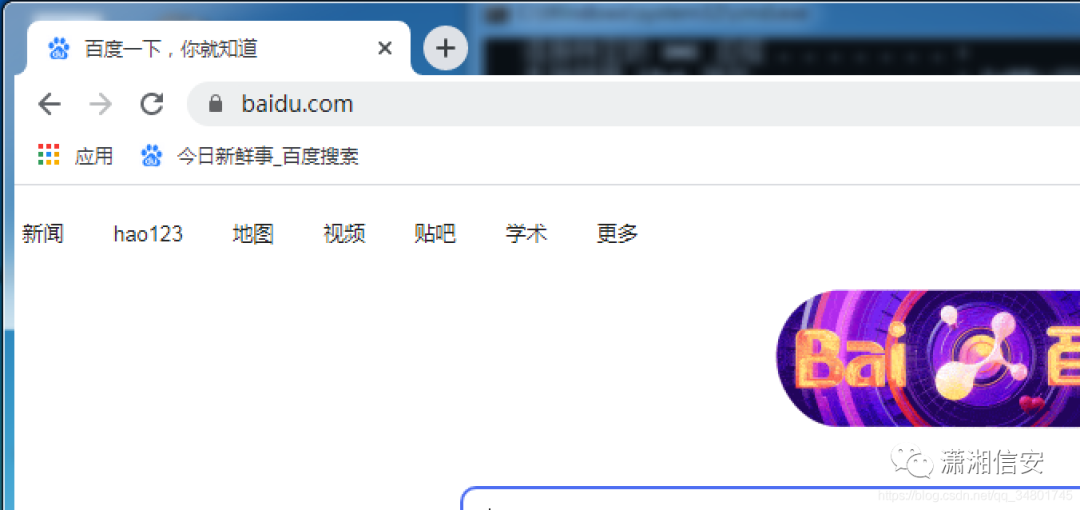 百度一下，你就知道
baidu.com
应用 今日新鲜事_百度搜索
新闻 hao123 地图 视频 贴吧 学术 更多
Bai 百
潇湘信安
https://blog.csdn.net/qq_34801745